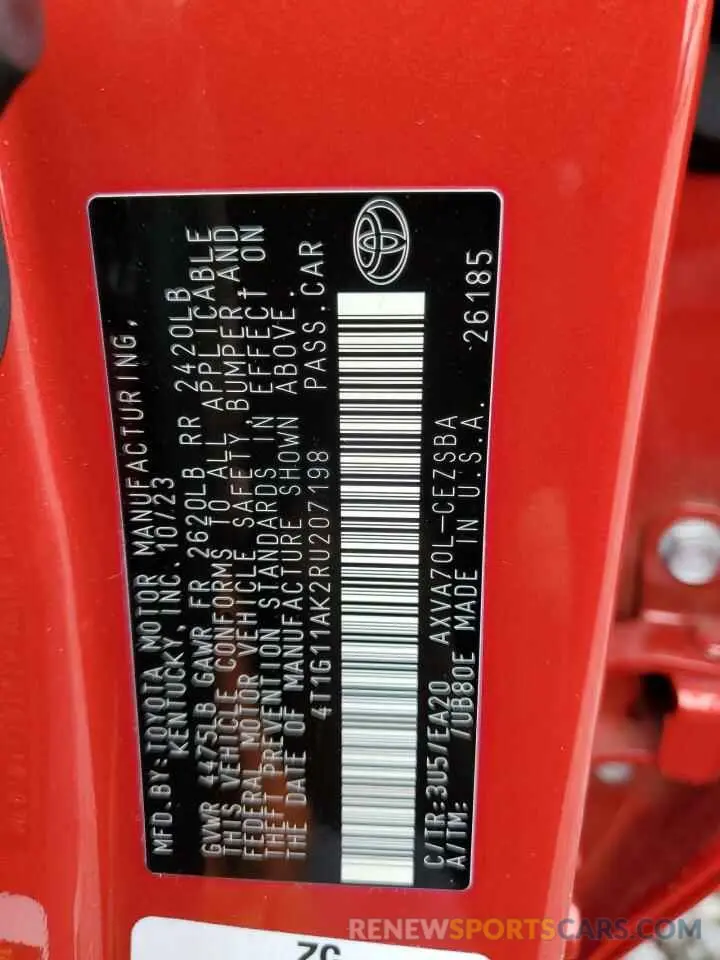 MFD.BY:TOYOTA MOTOR MANUFACTURING,
KENTUCKY, INC. 10/23
GVWR 4475LB GAWR FR 2620LB RR 2420LB
THIS VEHICLE CONFORMS TO ALL APPLICABLE
FEDERAL MOTOR VEHICLE SAFETY, BUMPER AND
THEFT PREVENTION STANDARDS IN EFFECT ON
THE DATE OF MANUFACTURE SHOWN ABOVE.
4T1G11AK2RU207198 PASS.CAR
C/TR:3U5/EA20 AXVA70L-CEZSBA 26185
A/TM: /UB80E MADE IN U.S.A.
RENEWSPORTSCARS.COM